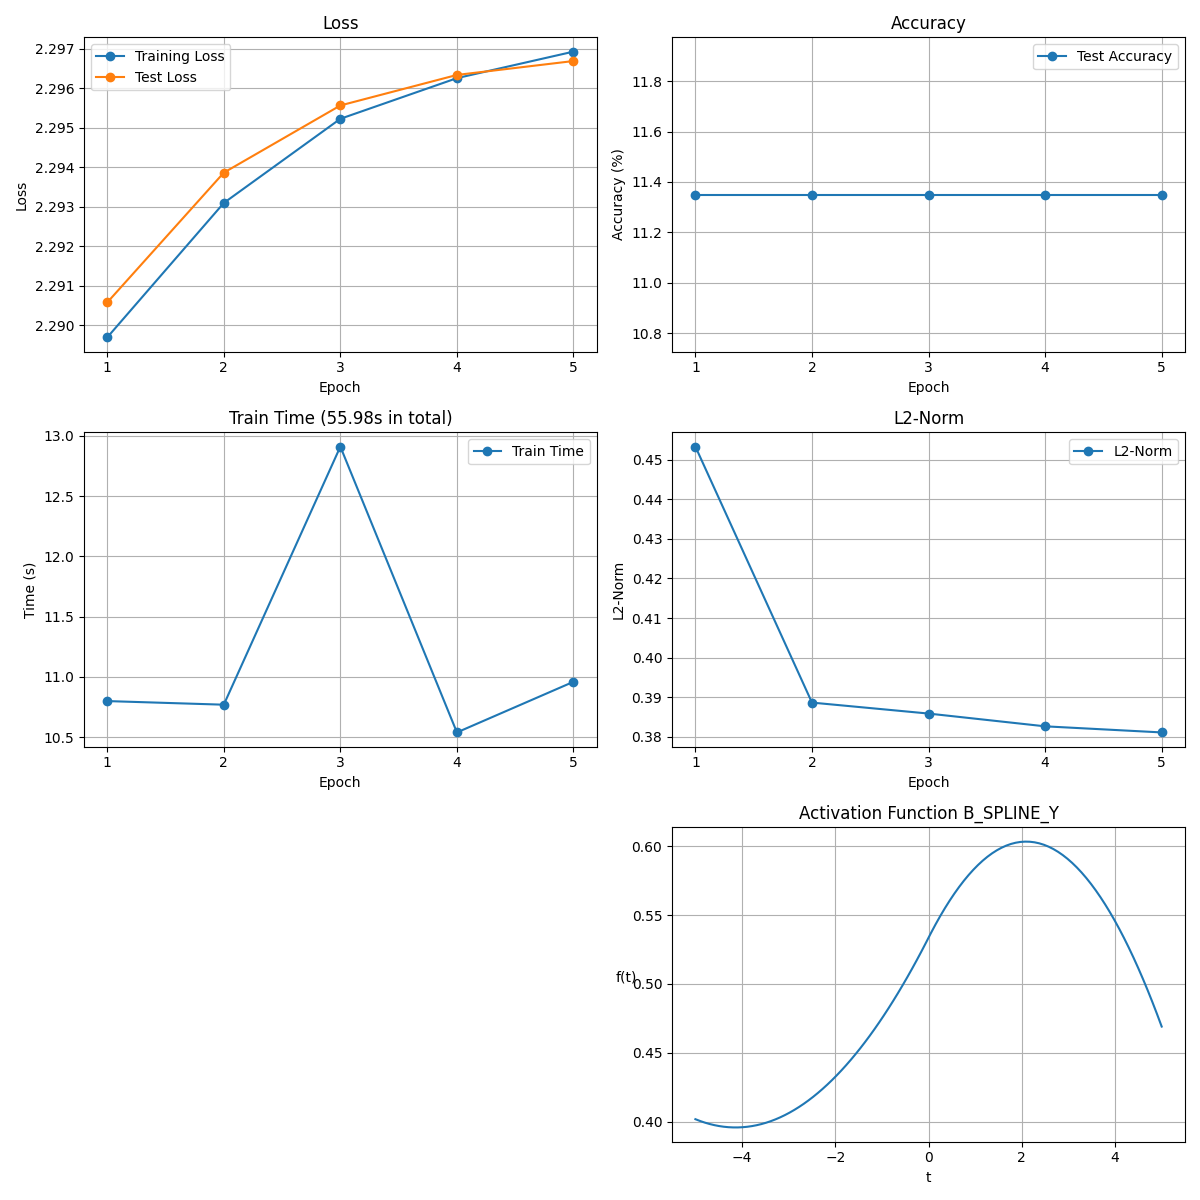 Loss
Training Loss
Test Loss
2.297
2.296
2.295
2.294
2.293
2.292
2.291
2.290
Loss
1 2 3 4 5
Epoch
Accuracy
Test Accuracy
11.8
11.6
11.4
11.2
11.0
10.8
Accuracy (%)
1 2 3 4 5
Epoch
Train Time (55.98s in total)
Train Time
13.0
12.5
12.0
11.5
11.0
10.5
Time (s)
1 2 3 4 5
Epoch
L2-Norm
L2-Norm
0.45
0.44
0.43
0.42
0.41
0.40
0.39
0.38
L2-Norm
1 2 3 4 5
Epoch
Activation Function B_SPLINE_Y
0.60
0.55
0.50
0.45
0.40
f(t)
−4 −2 0 2 4
t